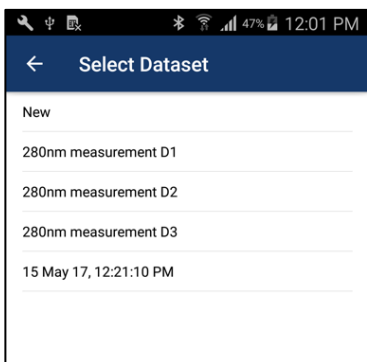 47% 12:01 PM
Select Dataset
New
280nm measurement D1
280nm measurement D2
280nm measurement D3
15 May 17, 12:21:10 PM